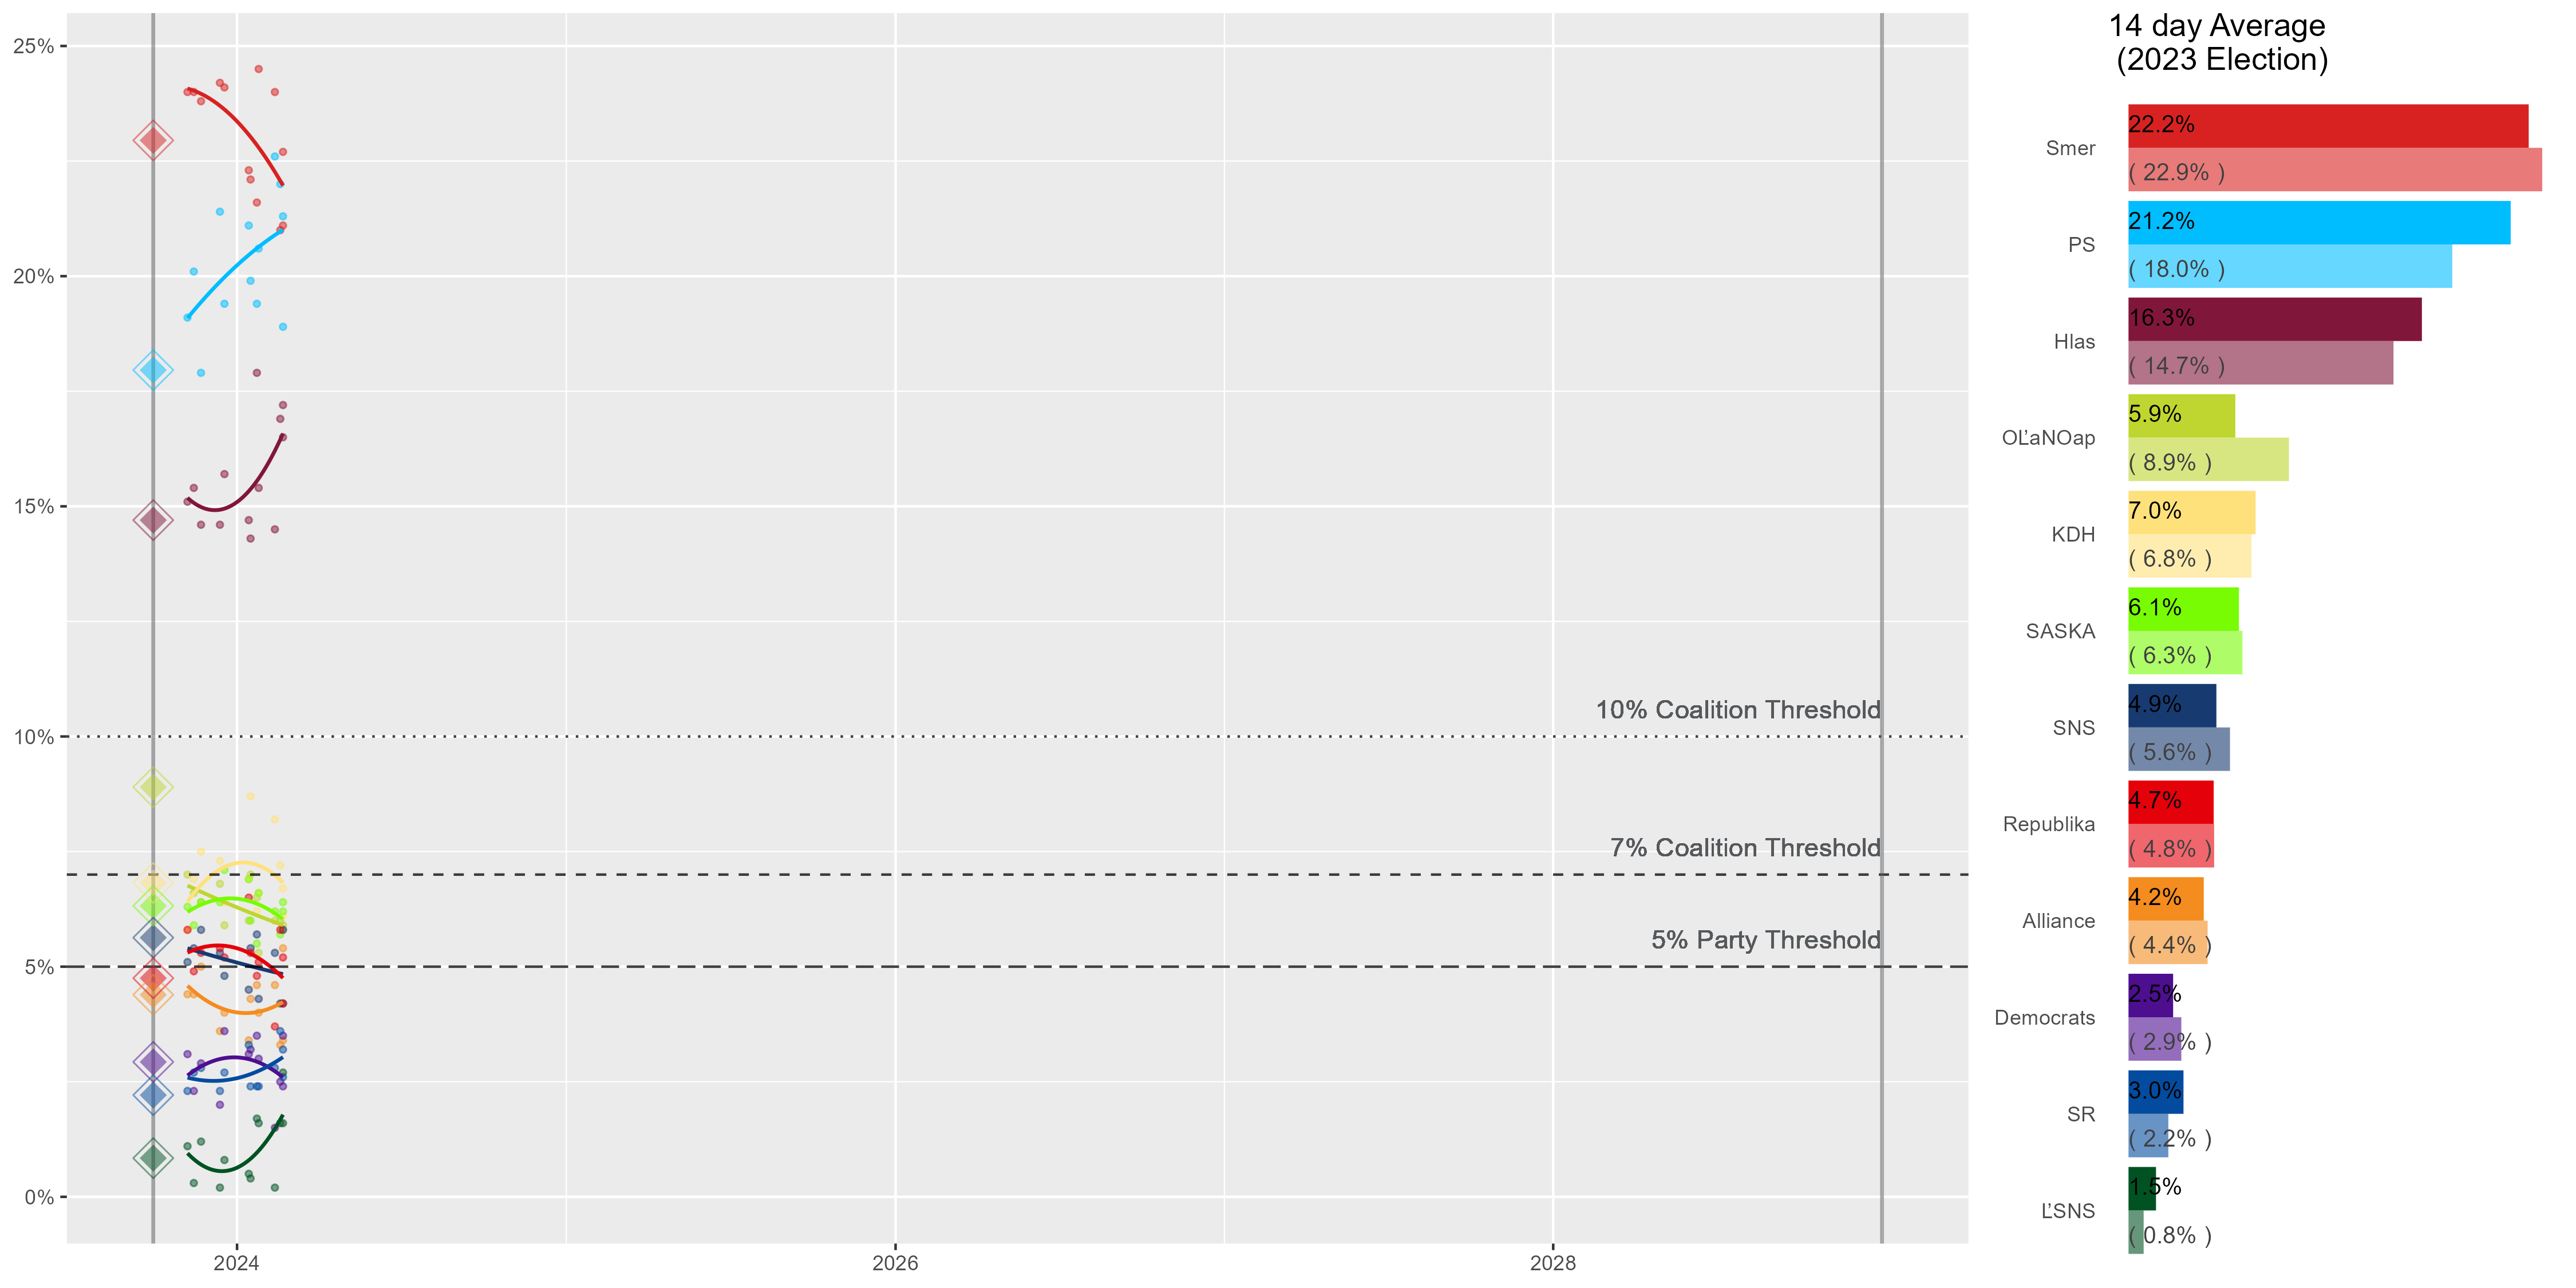 25%
20%
15%
10%
5%
0%
2024
2026
2028
10% Coalition Threshold
7% Coalition Threshold
5% Party Threshold
14 day Average
(2023 Election)
Smer
22.2%
( 22.9% )
PS
21.2%
( 18.0% )
Hlas
16.3%
( 14.7% )
OĽaNOap
5.9%
( 8.9% )
KDH
7.0%
( 6.8% )
SASKA
6.1%
( 6.3% )
SNS
4.9%
( 5.6% )
Republika
4.7%
( 4.8% )
Alliance
4.2%
( 4.4% )
Democrats
2.5%
( 2.9% )
SR
3.0%
( 2.2% )
ĽSNS
1.5%
( 0.8% )